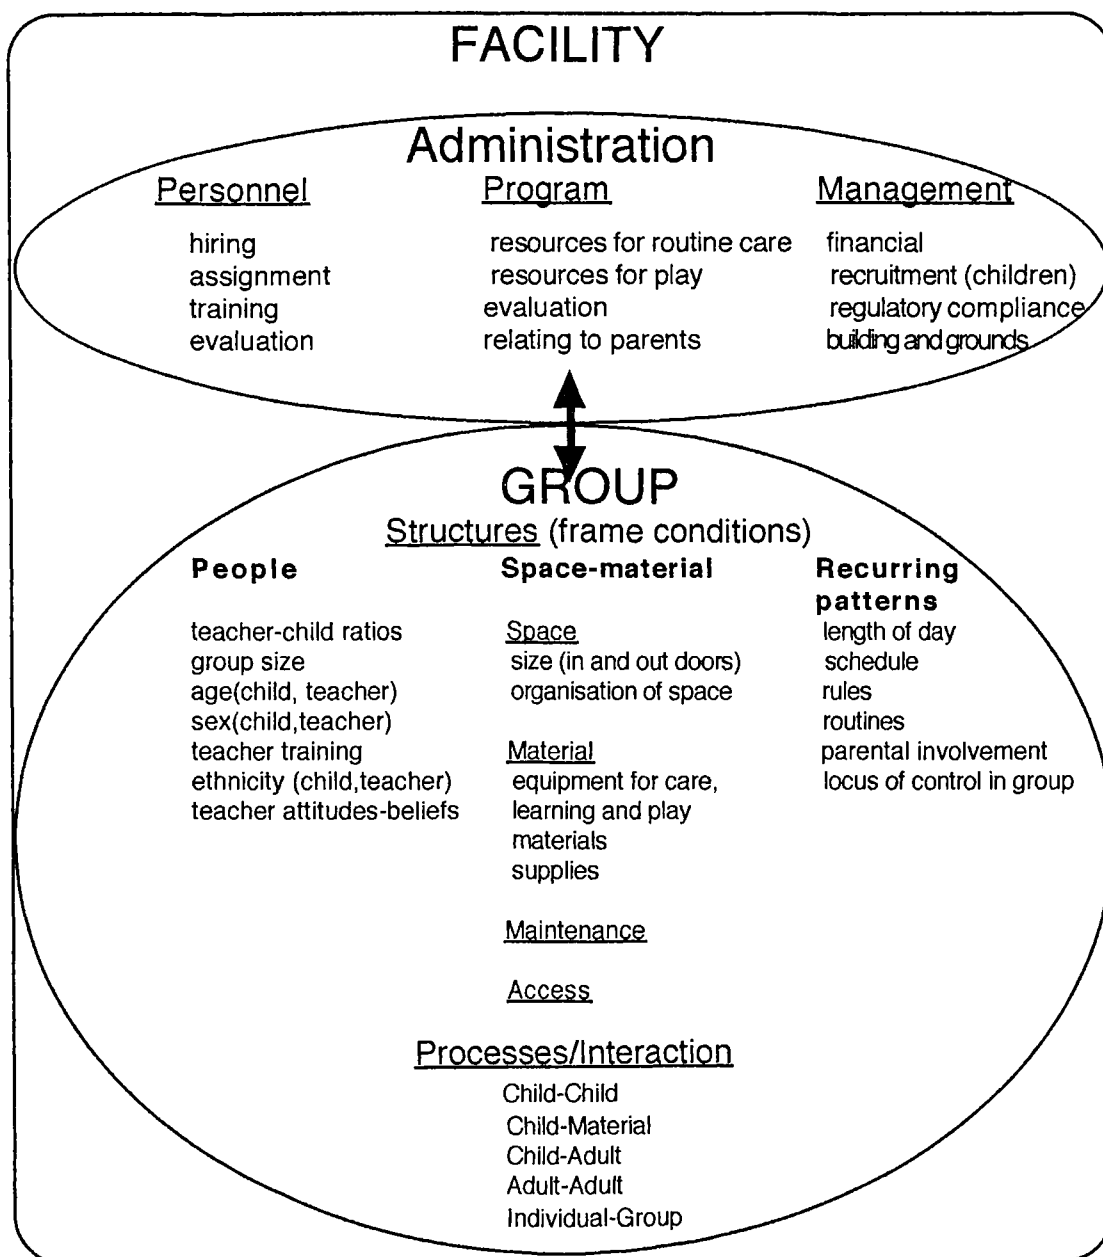 FACILITY
Administration
Personnel
hiring
assignment
training
evaluation
Program
resources for routine care
resources for play
evaluation
relating to parents
Management
financial
recruitment (children)
regulatory compliance
building and grounds
GROUP
Structures (frame conditions)
People
teacher-child ratios
group size
age(child, teacher)
sex(child,teacher)
teacher training
ethnicity (child,teacher)
teacher attitudes-beliefs
Space-material
Space
size (in and out doors)
organisation of space
Material
equipment for care,
learning and play
materials
supplies
Maintenance
Access
Recurring
patterns
length of day
schedule
rules
routines
parental involvement
locus of control in group
Processes/Interaction
Child-Child
Child-Material
Child-Adult
Adult-Adult
Individual-Group